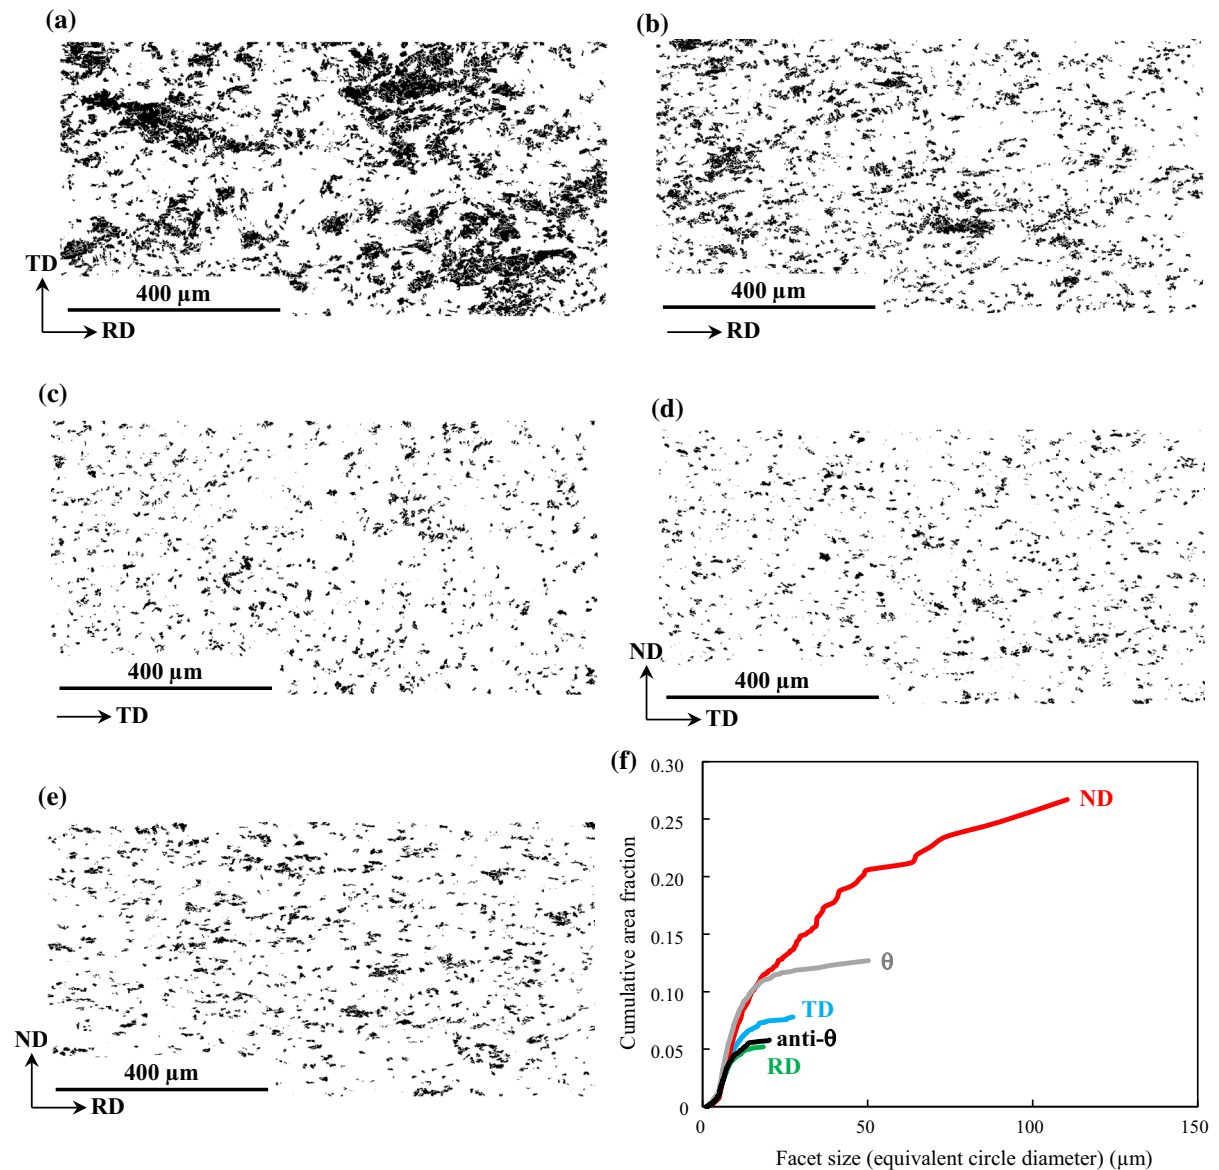 (a)
TD
400 µm
RD
(b)
400 µm
RD
(c)
400 µm
TD
(d)
ND
400 µm
TD
(e)
ND
400 µm
RD
(f)
0.30
0.25
0.20
0.15
0.10
0.05
0
Cumulative area fraction
ND
θ
TD
anti-θ
RD
0
50
100
150
Facet size (equivalent circle diameter) (µm)